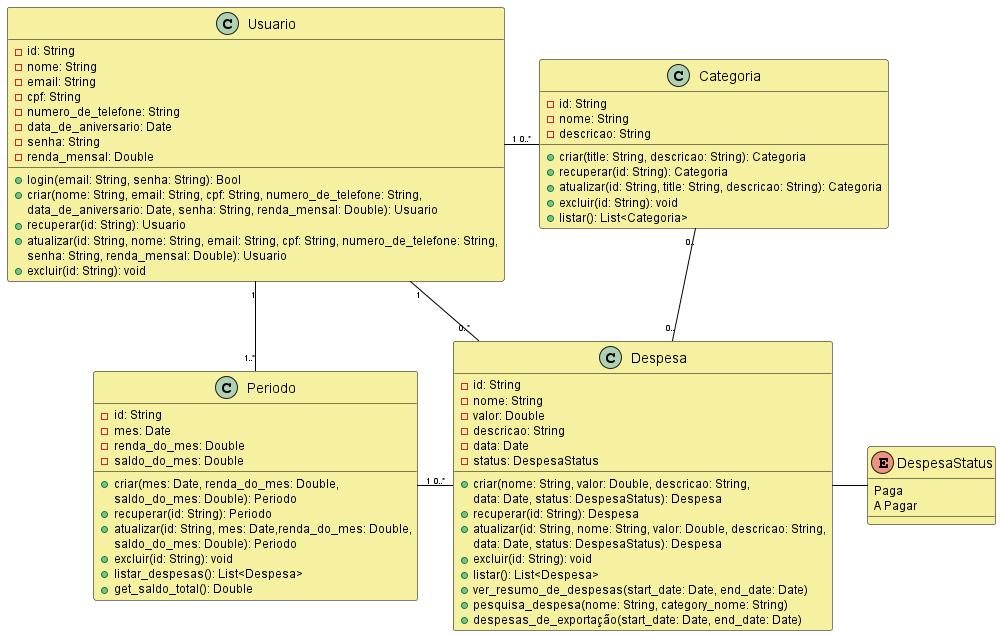 C Usuario
id: String
nome: String
email: String
cpf: String
numero_de_telefone: String
data_de_aniversario: Date
senha: String
renda_mensal: Double
login(email: String, senha: String): Bool
criar(nome: String, email: String, cpf: String, numero_de_telefone: String,
data_de_aniversario: Date, senha: String, renda_mensal: Double): Usuario
recuperar(id: String): Usuario
atualizar(id: String, nome: String, email: String, cpf: String, numero_de_telefone: String,
senha: String, renda_mensal: Double): Usuario
excluir(id: String): void
1 0..*
C Categoria
id: String
nome: String
descricao: String
criar(title: String, descricao: String): Categoria
recuperar(id: String): Categoria
atualizar(id: String, title: String, descricao: String): Categoria
excluir(id: String): void
listar(): List<Categoria>
1
1..*
1
0..*
0..
0..
C Periodo
id: String
mes: Date
renda_do_mes: Double
saldo_do_mes: Double
criar(mes: Date, renda_do_mes: Double,
saldo_do_mes: Double): Periodo
recuperar(id: String): Periodo
atualizar(id: String, mes: Date,renda_do_mes: Double,
saldo_do_mes: Double): Periodo
excluir(id: String): void
listar_despesas(): List<Despesa>
get_saldo_total(): Double
1 0..*
C Despesa
id: String
nome: String
valor: Double
descricao: String
data: Date
status: DespesaStatus
criar(nome: String, valor: Double, descricao: String,
data: Date, status: DespesaStatus): Despesa
recuperar(id: String): Despesa
atualizar(id: String, nome: String, valor: Double, descricao: String,
data: Date, status: DespesaStatus): Despesa
excluir(id: String): void
listar(): List<Despesa>
ver_resumo_de_despesas(start_date: Date, end_date: Date)
pesquisa_despesa(nome: String, category_nome: String)
despesas_de_exportação(start_date: Date, end_date: Date)
E DespesaStatus
Paga
A Pagar